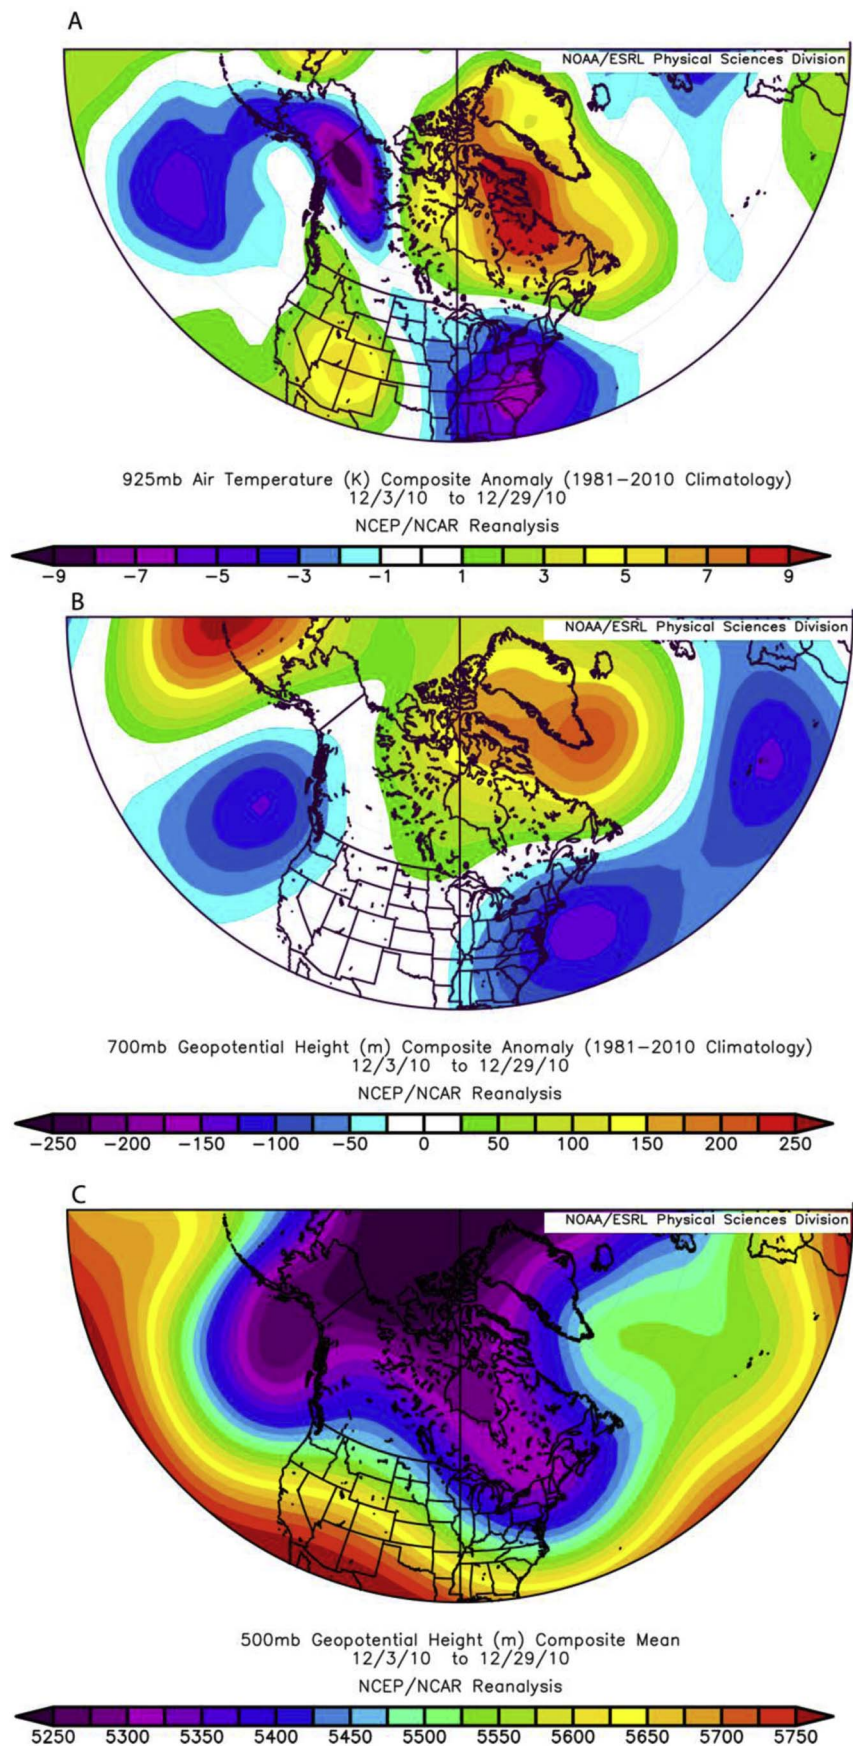 A
NOAA/ESRL Physical Sciences Division
925mb Air Temperature (K) Composite Anomaly (1981−2010 Climatology)
12/3/10 to 12/29/10
NCEP/NCAR Reanalysis
−9 −7 −5 −3 −1 1 3 5 7 9
B
NOAA/ESRL Physical Sciences Division
700mb Geopotential Height (m) Composite Anomaly (1981−2010 Climatology)
12/3/10 to 12/29/10
NCEP/NCAR Reanalysis
−250 −200 −150 −100 −50 0 50 100 150 200 250
C
NOAA/ESRL Physical Sciences Division
500mb Geopotential Height (m) Composite Mean
12/3/10 to 12/29/10
NCEP/NCAR Reanalysis
5250 5300 5350 5400 5450 5500 5550 5600 5650 5700 5750